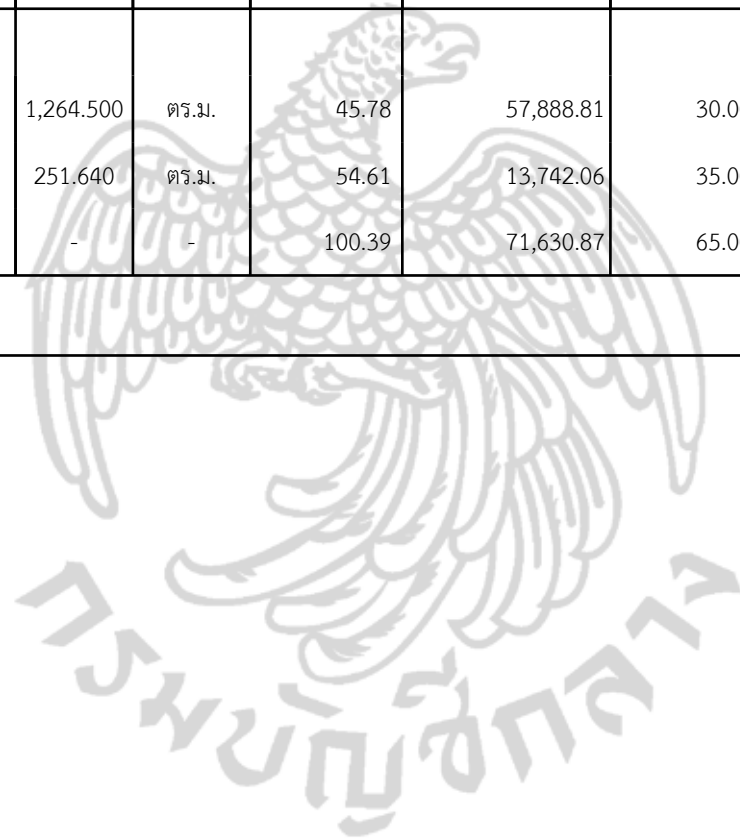 1,264.500 ตร.ม. 45.78 57,888.81 30.0
251.640 ตร.ม. 54.61 13,742.06 35.0
- - 100.39 71,630.87 65.0
กรมบัญชีกลาง